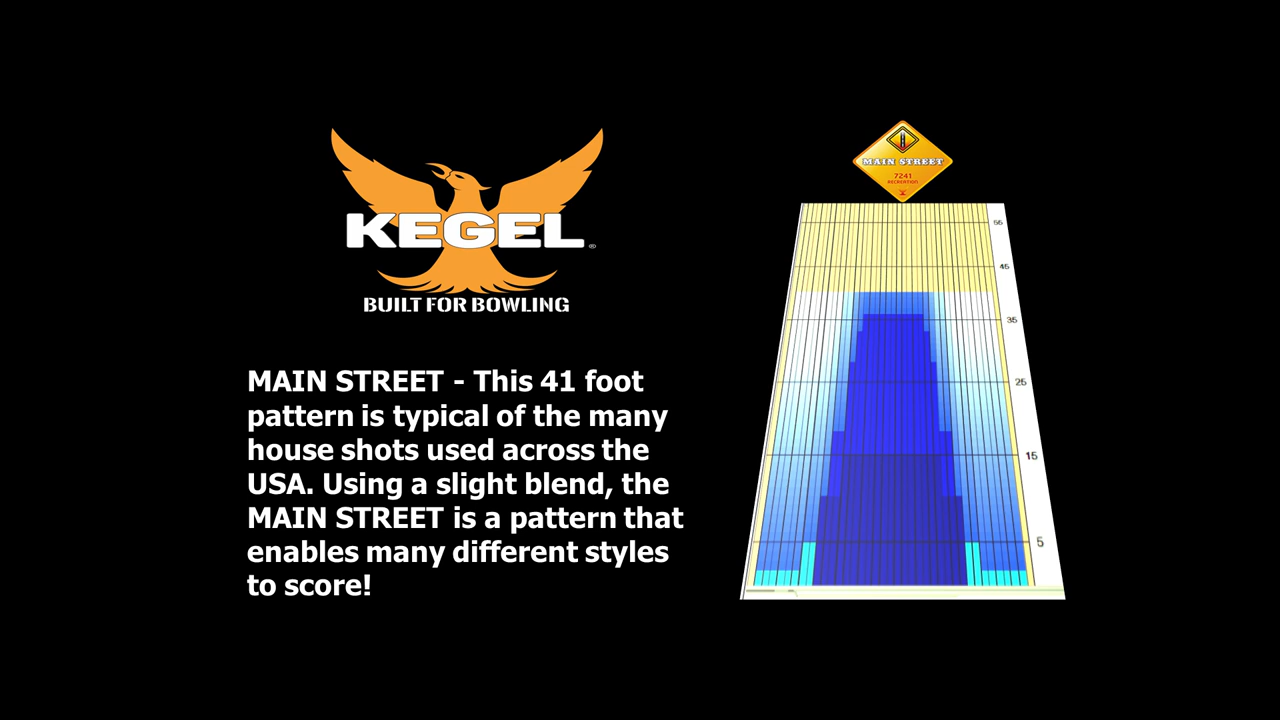 KEGEL®
BUILT FOR BOWLING
MAIN STREET - This 41 foot
pattern is typical of the many
house shots used across the
USA. Using a slight blend, the
MAIN STREET is a pattern that
enables many different styles
to score!
MAIN STREET
7241
RECREATION
55
45
35
25
15
5